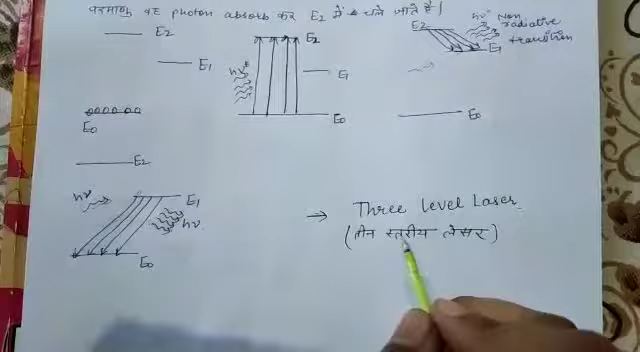 परमाणु यह photon absorb कर E2 में चले जाते है।
E2
E1
E0
hν
E2
E1
E0
E2
hν Non
radiative
transition
E1
E0
E2
hν
E1
hν
E0
→ Three level Laser.
(तीन स्तरीय लेसर)